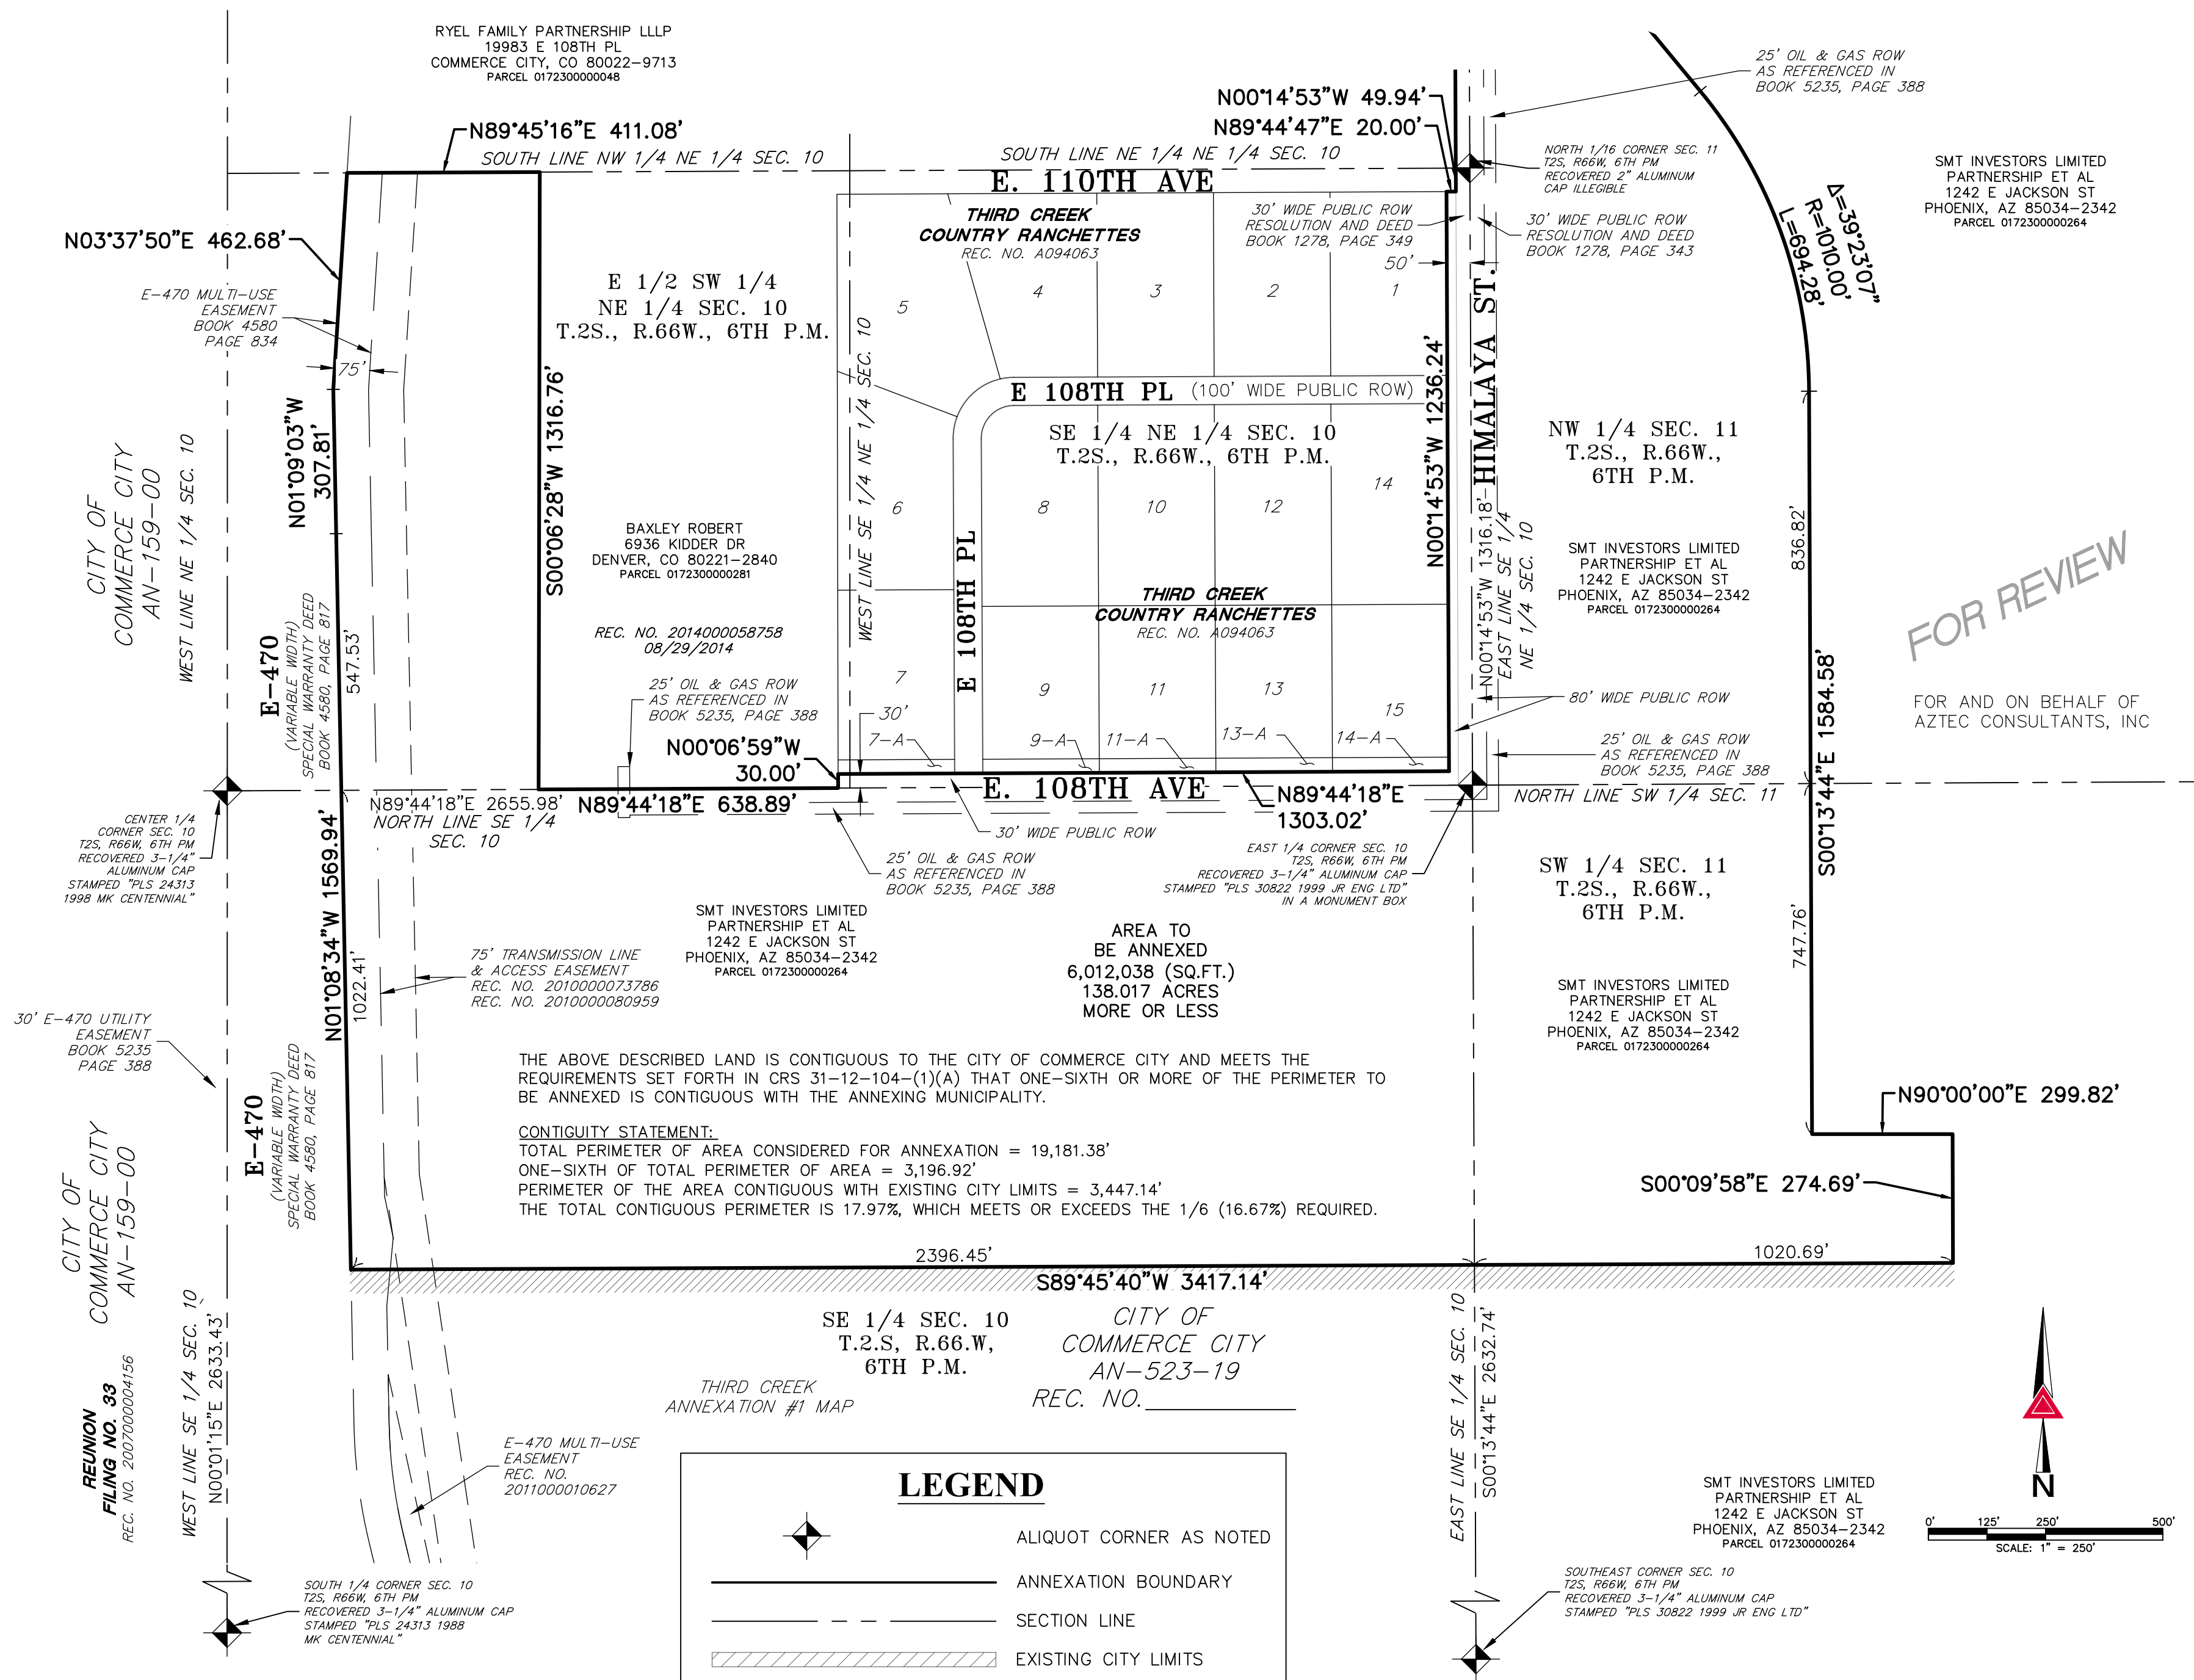 RYEL FAMILY PARTNERSHIP LLLP
19983 E 108TH PL
COMMERCE CITY, CO 80022-9713
PARCEL 0172300000048
25' OIL & GAS ROW
AS REFERENCED IN
BOOK 5235, PAGE 388
N00°14'53"W 49.94'
N89°44'47"E 20.00'
N89°45'16"E 411.08'
SOUTH LINE NW 1/4 NE 1/4 SEC. 10
SOUTH LINE NE 1/4 NE 1/4 SEC. 10
NORTH 1/16 CORNER SEC. 11
T2S, R66W, 6TH PM
RECOVERED 2" ALUMINUM
CAP ILLEGIBLE
SMT INVESTORS LIMITED
PARTNERSHIP ET AL
1242 E JACKSON ST
PHOENIX, AZ 85034-2342
PARCEL 0172300000264
Δ=39°23'07"
R=1010.00'
L=694.28'
E. 110TH AVE
THIRD CREEK
COUNTRY RANCHETTES
REC. NO. A094063
30' WIDE PUBLIC ROW
RESOLUTION AND DEED
BOOK 1278, PAGE 349
30' WIDE PUBLIC ROW
RESOLUTION AND DEED
BOOK 1278, PAGE 343
50'
N03°37'50"E 462.68'
E-470 MULTI-USE
EASEMENT
BOOK 4580
PAGE 834
75'
E 1/2 SW 1/4
NE 1/4 SEC. 10
T.2S., R.66W., 6TH P.M.
5
4
3
2
1
WEST LINE SE 1/4 NE 1/4 SEC. 10
HIMALAYA ST.
E 108TH PL (100' WIDE PUBLIC ROW)
N00°14'53"W 1236.24'
SE 1/4 NE 1/4 SEC. 10
T.2S., R.66W., 6TH P.M.
NW 1/4 SEC. 11
T.2S., R.66W.,
6TH P.M.
N01°09'03"W
307.81'
S00°06'28"W 1316.76'
CITY OF
COMMERCE CITY
AN-159-00
WEST LINE NE 1/4 SEC. 10
6
8
10
12
14
BAXLEY ROBERT
6936 KIDDER DR
DENVER, CO 80221-2840
PARCEL 0172300000281
REC. NO. 2014000058758
08/29/2014
E 108TH PL
THIRD CREEK
COUNTRY RANCHETTES
REC. NO. A094063
N00°14'53"W 1316.18'
EAST LINE SE 1/4
NE 1/4 SEC. 10
SMT INVESTORS LIMITED
PARTNERSHIP ET AL
1242 E JACKSON ST
PHOENIX, AZ 85034-2342
PARCEL 0172300000264
836.82'
FOR REVIEW
FOR AND ON BEHALF OF
AZTEC CONSULTANTS, INC
E-470
(VARIABLE WIDTH)
SPECIAL WARRANTY DEED
BOOK 4580, PAGE 817
547.53'
25' OIL & GAS ROW
AS REFERENCED IN
BOOK 5235, PAGE 388
7
9
11
13
15
30'
7-A
9-A
11-A
13-A
14-A
80' WIDE PUBLIC ROW
25' OIL & GAS ROW
AS REFERENCED IN
BOOK 5235, PAGE 388
S00°13'44"E 1584.58'
N00°06'59"W
30.00'
N89°44'18"E 2655.98'
NORTH LINE SE 1/4
SEC. 10
N89°44'18"E 638.89'
E. 108TH AVE
N89°44'18"E
1303.02'
NORTH LINE SW 1/4 SEC. 11
30' WIDE PUBLIC ROW
CENTER 1/4
CORNER SEC. 10
T2S, R66W, 6TH PM
RECOVERED 3-1/4"
ALUMINUM CAP
STAMPED "PLS 24313
1998 MK CENTENNIAL"
25' OIL & GAS ROW
AS REFERENCED IN
BOOK 5235, PAGE 388
EAST 1/4 CORNER SEC. 10
T2S, R66W, 6TH PM
RECOVERED 3-1/4" ALUMINUM CAP
STAMPED "PLS 30822 1999 JR ENG LTD"
IN A MONUMENT BOX
SW 1/4 SEC. 11
T.2S., R.66W.,
6TH P.M.
N01°08'34"W 1569.94'
1022.41'
SMT INVESTORS LIMITED
PARTNERSHIP ET AL
1242 E JACKSON ST
PHOENIX, AZ 85034-2342
PARCEL 0172300000264
AREA TO
BE ANNEXED
6,012,038 (SQ.FT.)
138.017 ACRES
MORE OR LESS
747.76'
75' TRANSMISSION LINE
& ACCESS EASEMENT
REC. NO. 2010000073786
REC. NO. 2010000080959
SMT INVESTORS LIMITED
PARTNERSHIP ET AL
1242 E JACKSON ST
PHOENIX, AZ 85034-2342
PARCEL 0172300000264
30' E-470 UTILITY
EASEMENT
BOOK 5235
PAGE 388
THE ABOVE DESCRIBED LAND IS CONTIGUOUS TO THE CITY OF COMMERCE CITY AND MEETS THE
REQUIREMENTS SET FORTH IN CRS 31-12-104-(1)(A) THAT ONE-SIXTH OR MORE OF THE PERIMETER TO
BE ANNEXED IS CONTIGUOUS WITH THE ANNEXING MUNICIPALITY.
CONTIGUITY STATEMENT:
TOTAL PERIMETER OF AREA CONSIDERED FOR ANNEXATION = 19,181.38'
ONE-SIXTH OF TOTAL PERIMETER OF AREA = 3,196.92'
PERIMETER OF THE AREA CONTIGUOUS WITH EXISTING CITY LIMITS = 3,447.14'
THE TOTAL CONTIGUOUS PERIMETER IS 17.97%, WHICH MEETS OR EXCEEDS THE 1/6 (16.67%) REQUIRED.
N90°00'00"E 299.82'
S00°09'58"E 274.69'
E-470
(VARIABLE WIDTH)
SPECIAL WARRANTY DEED
BOOK 4580, PAGE 817
CITY OF
COMMERCE CITY
AN-159-00
2396.45'
1020.69'
S89°45'40"W 3417.14'
SE 1/4 SEC. 10
T.2.S, R.66.W,
6TH P.M.
CITY OF
COMMERCE CITY
AN-523-19
REC. NO.
THIRD CREEK
ANNEXATION #1 MAP
REUNION
FILING NO. 33
REC. NO. 2007000004156
WEST LINE SE 1/4 SEC. 10
N00°01'15"E 2633.43'
EAST LINE SE 1/4 SEC. 10
S00°13'44"E 2632.74'
E-470 MULTI-USE
EASEMENT
REC. NO.
2011000010627
LEGEND
ALIQUOT CORNER AS NOTED
ANNEXATION BOUNDARY
SECTION LINE
EXISTING CITY LIMITS
SMT INVESTORS LIMITED
PARTNERSHIP ET AL
1242 E JACKSON ST
PHOENIX, AZ 85034-2342
PARCEL 0172300000264
N
0' 125' 250' 500'
SCALE: 1" = 250'
SOUTH 1/4 CORNER SEC. 10
T2S, R66W, 6TH PM
RECOVERED 3-1/4" ALUMINUM CAP
STAMPED "PLS 24313 1988
MK CENTENNIAL"
SOUTHEAST CORNER SEC. 10
T2S, R66W, 6TH PM
RECOVERED 3-1/4" ALUMINUM CAP
STAMPED "PLS 30822 1999 JR ENG LTD"